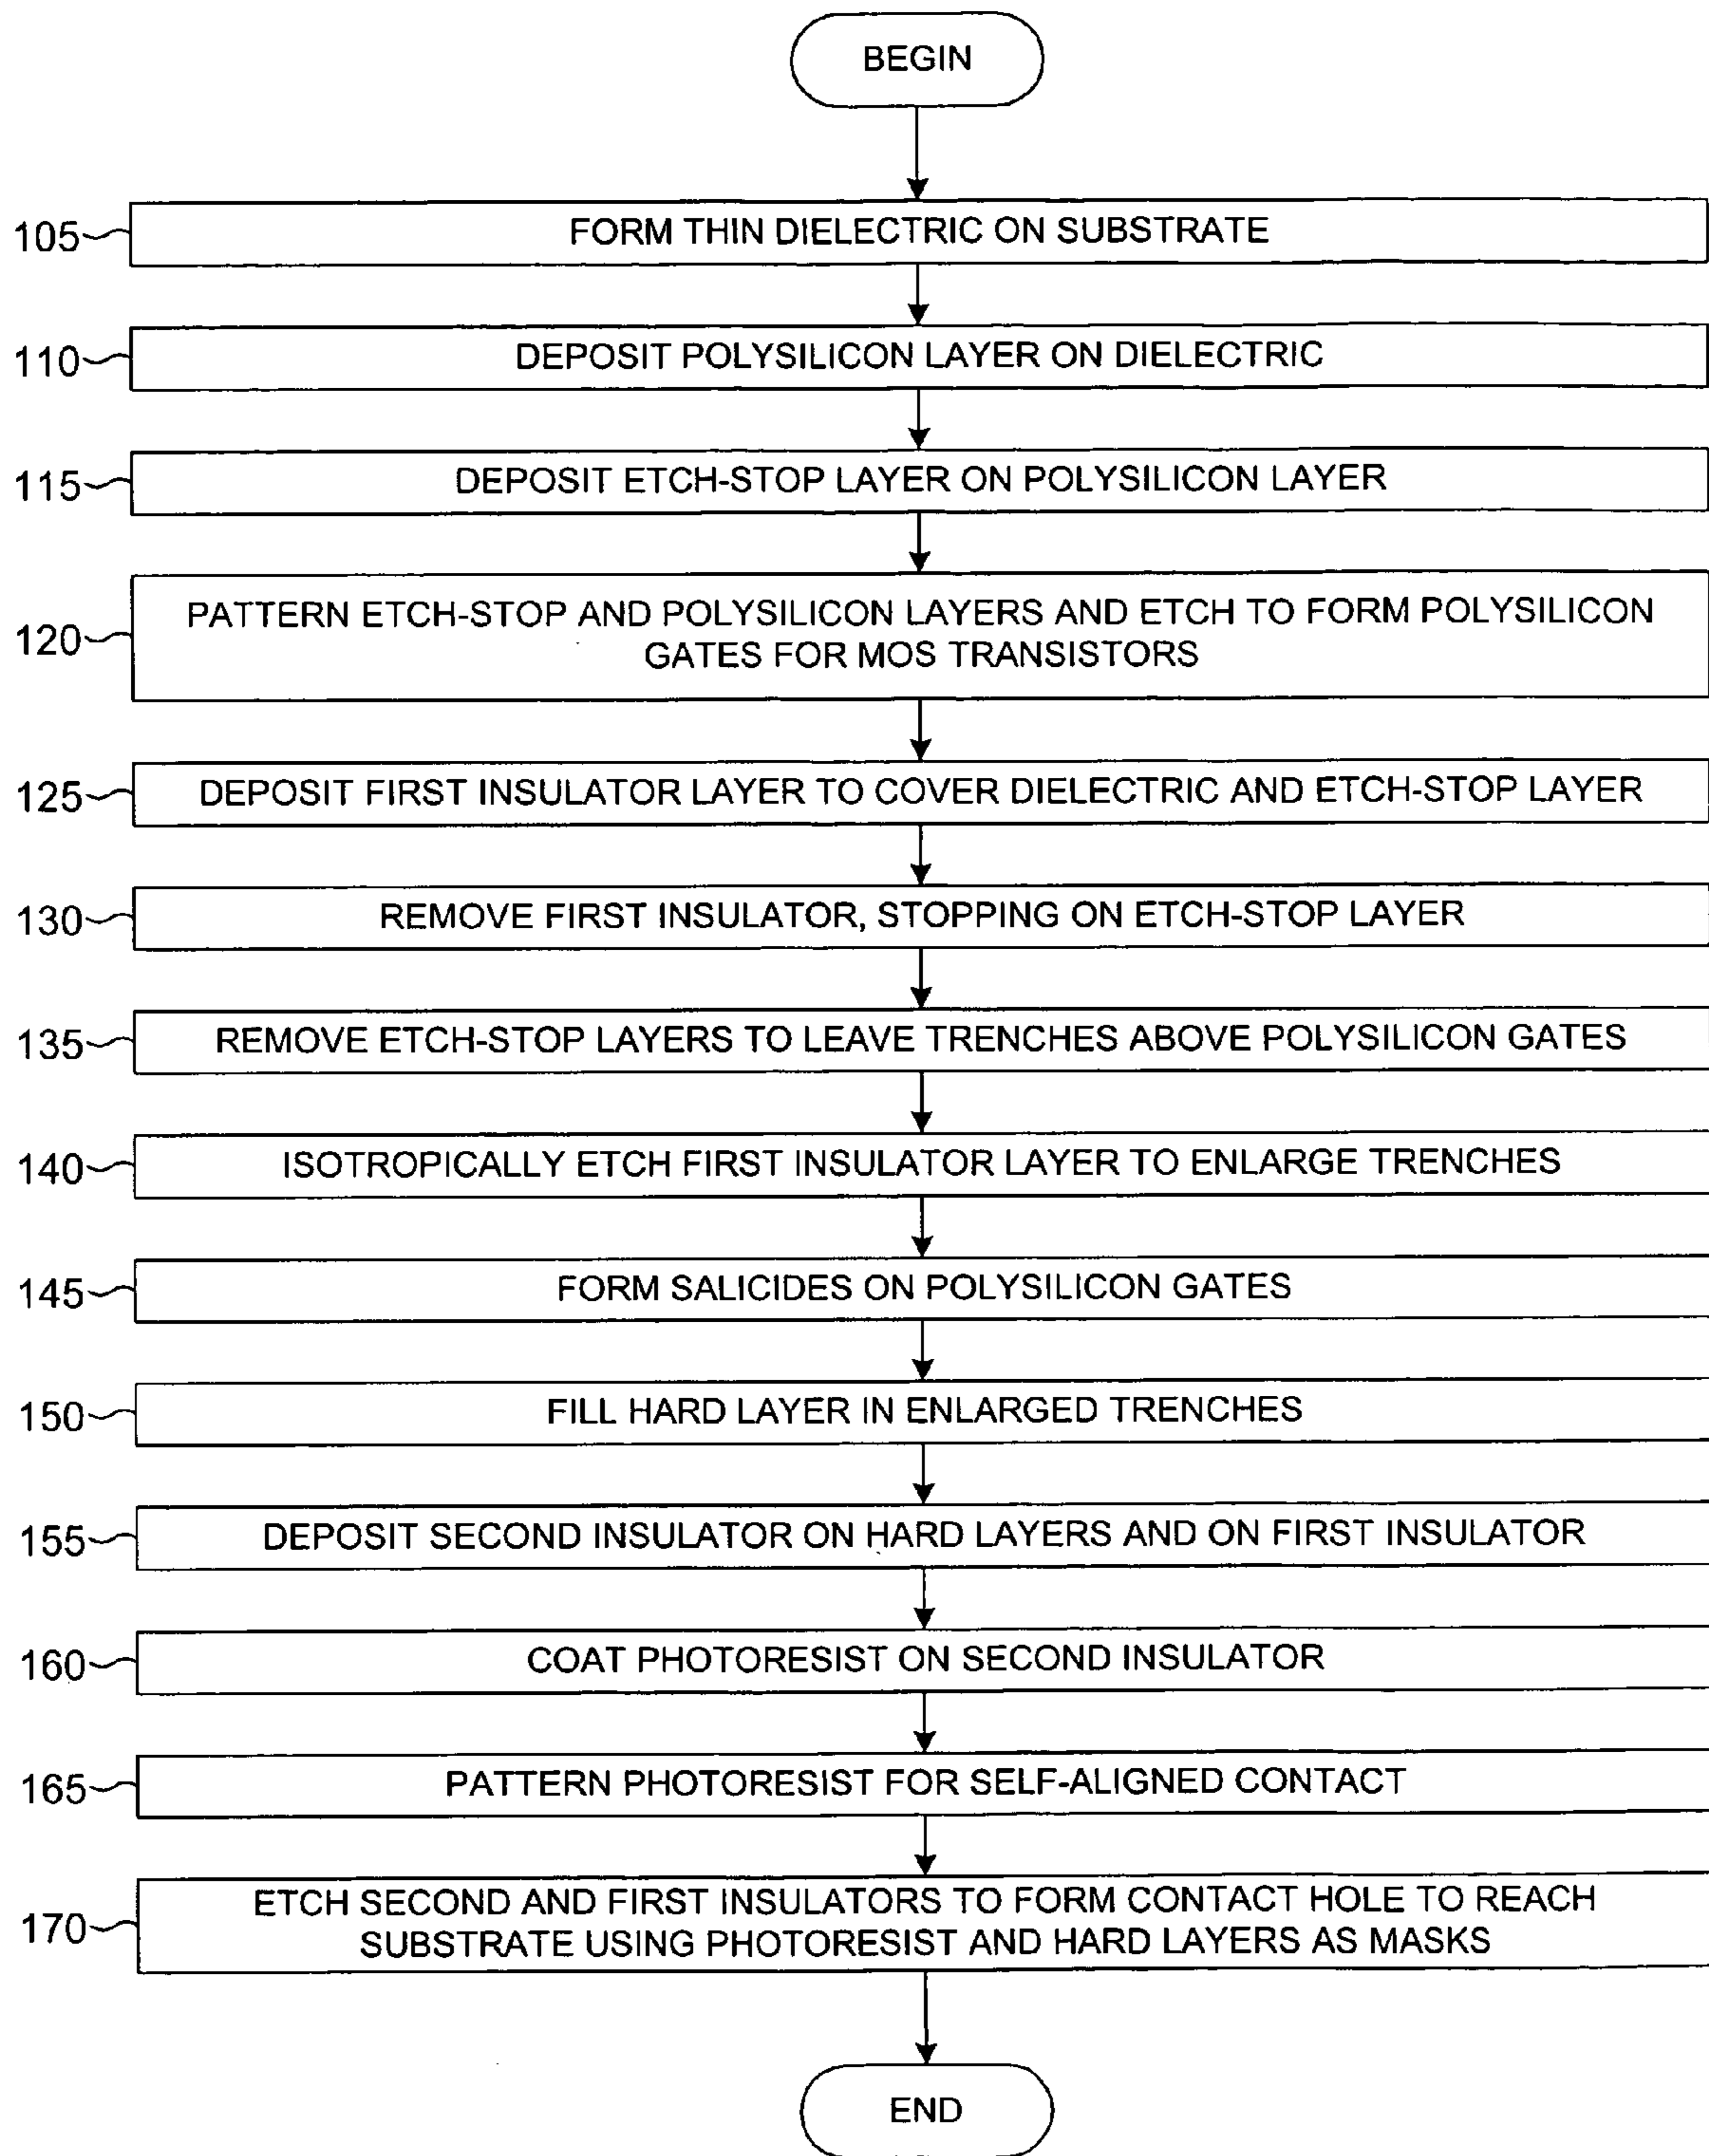 BEGIN
105 FORM THIN DIELECTRIC ON SUBSTRATE
110 DEPOSIT POLYSILICON LAYER ON DIELECTRIC
115 DEPOSIT ETCH-STOP LAYER ON POLYSILICON LAYER
120 PATTERN ETCH-STOP AND POLYSILICON LAYERS AND ETCH TO FORM POLYSILICON
GATES FOR MOS TRANSISTORS
125 DEPOSIT FIRST INSULATOR LAYER TO COVER DIELECTRIC AND ETCH-STOP LAYER
130 REMOVE FIRST INSULATOR, STOPPING ON ETCH-STOP LAYER
135 REMOVE ETCH-STOP LAYERS TO LEAVE TRENCHES ABOVE POLYSILICON GATES
140 ISOTROPICALLY ETCH FIRST INSULATOR LAYER TO ENLARGE TRENCHES
145 FORM SALICIDES ON POLYSILICON GATES
150 FILL HARD LAYER IN ENLARGED TRENCHES
155 DEPOSIT SECOND INSULATOR ON HARD LAYERS AND ON FIRST INSULATOR
160 COAT PHOTORESIST ON SECOND INSULATOR
165 PATTERN PHOTORESIST FOR SELF-ALIGNED CONTACT
170 ETCH SECOND AND FIRST INSULATORS TO FORM CONTACT HOLE TO REACH
SUBSTRATE USING PHOTORESIST AND HARD LAYERS AS MASKS
END